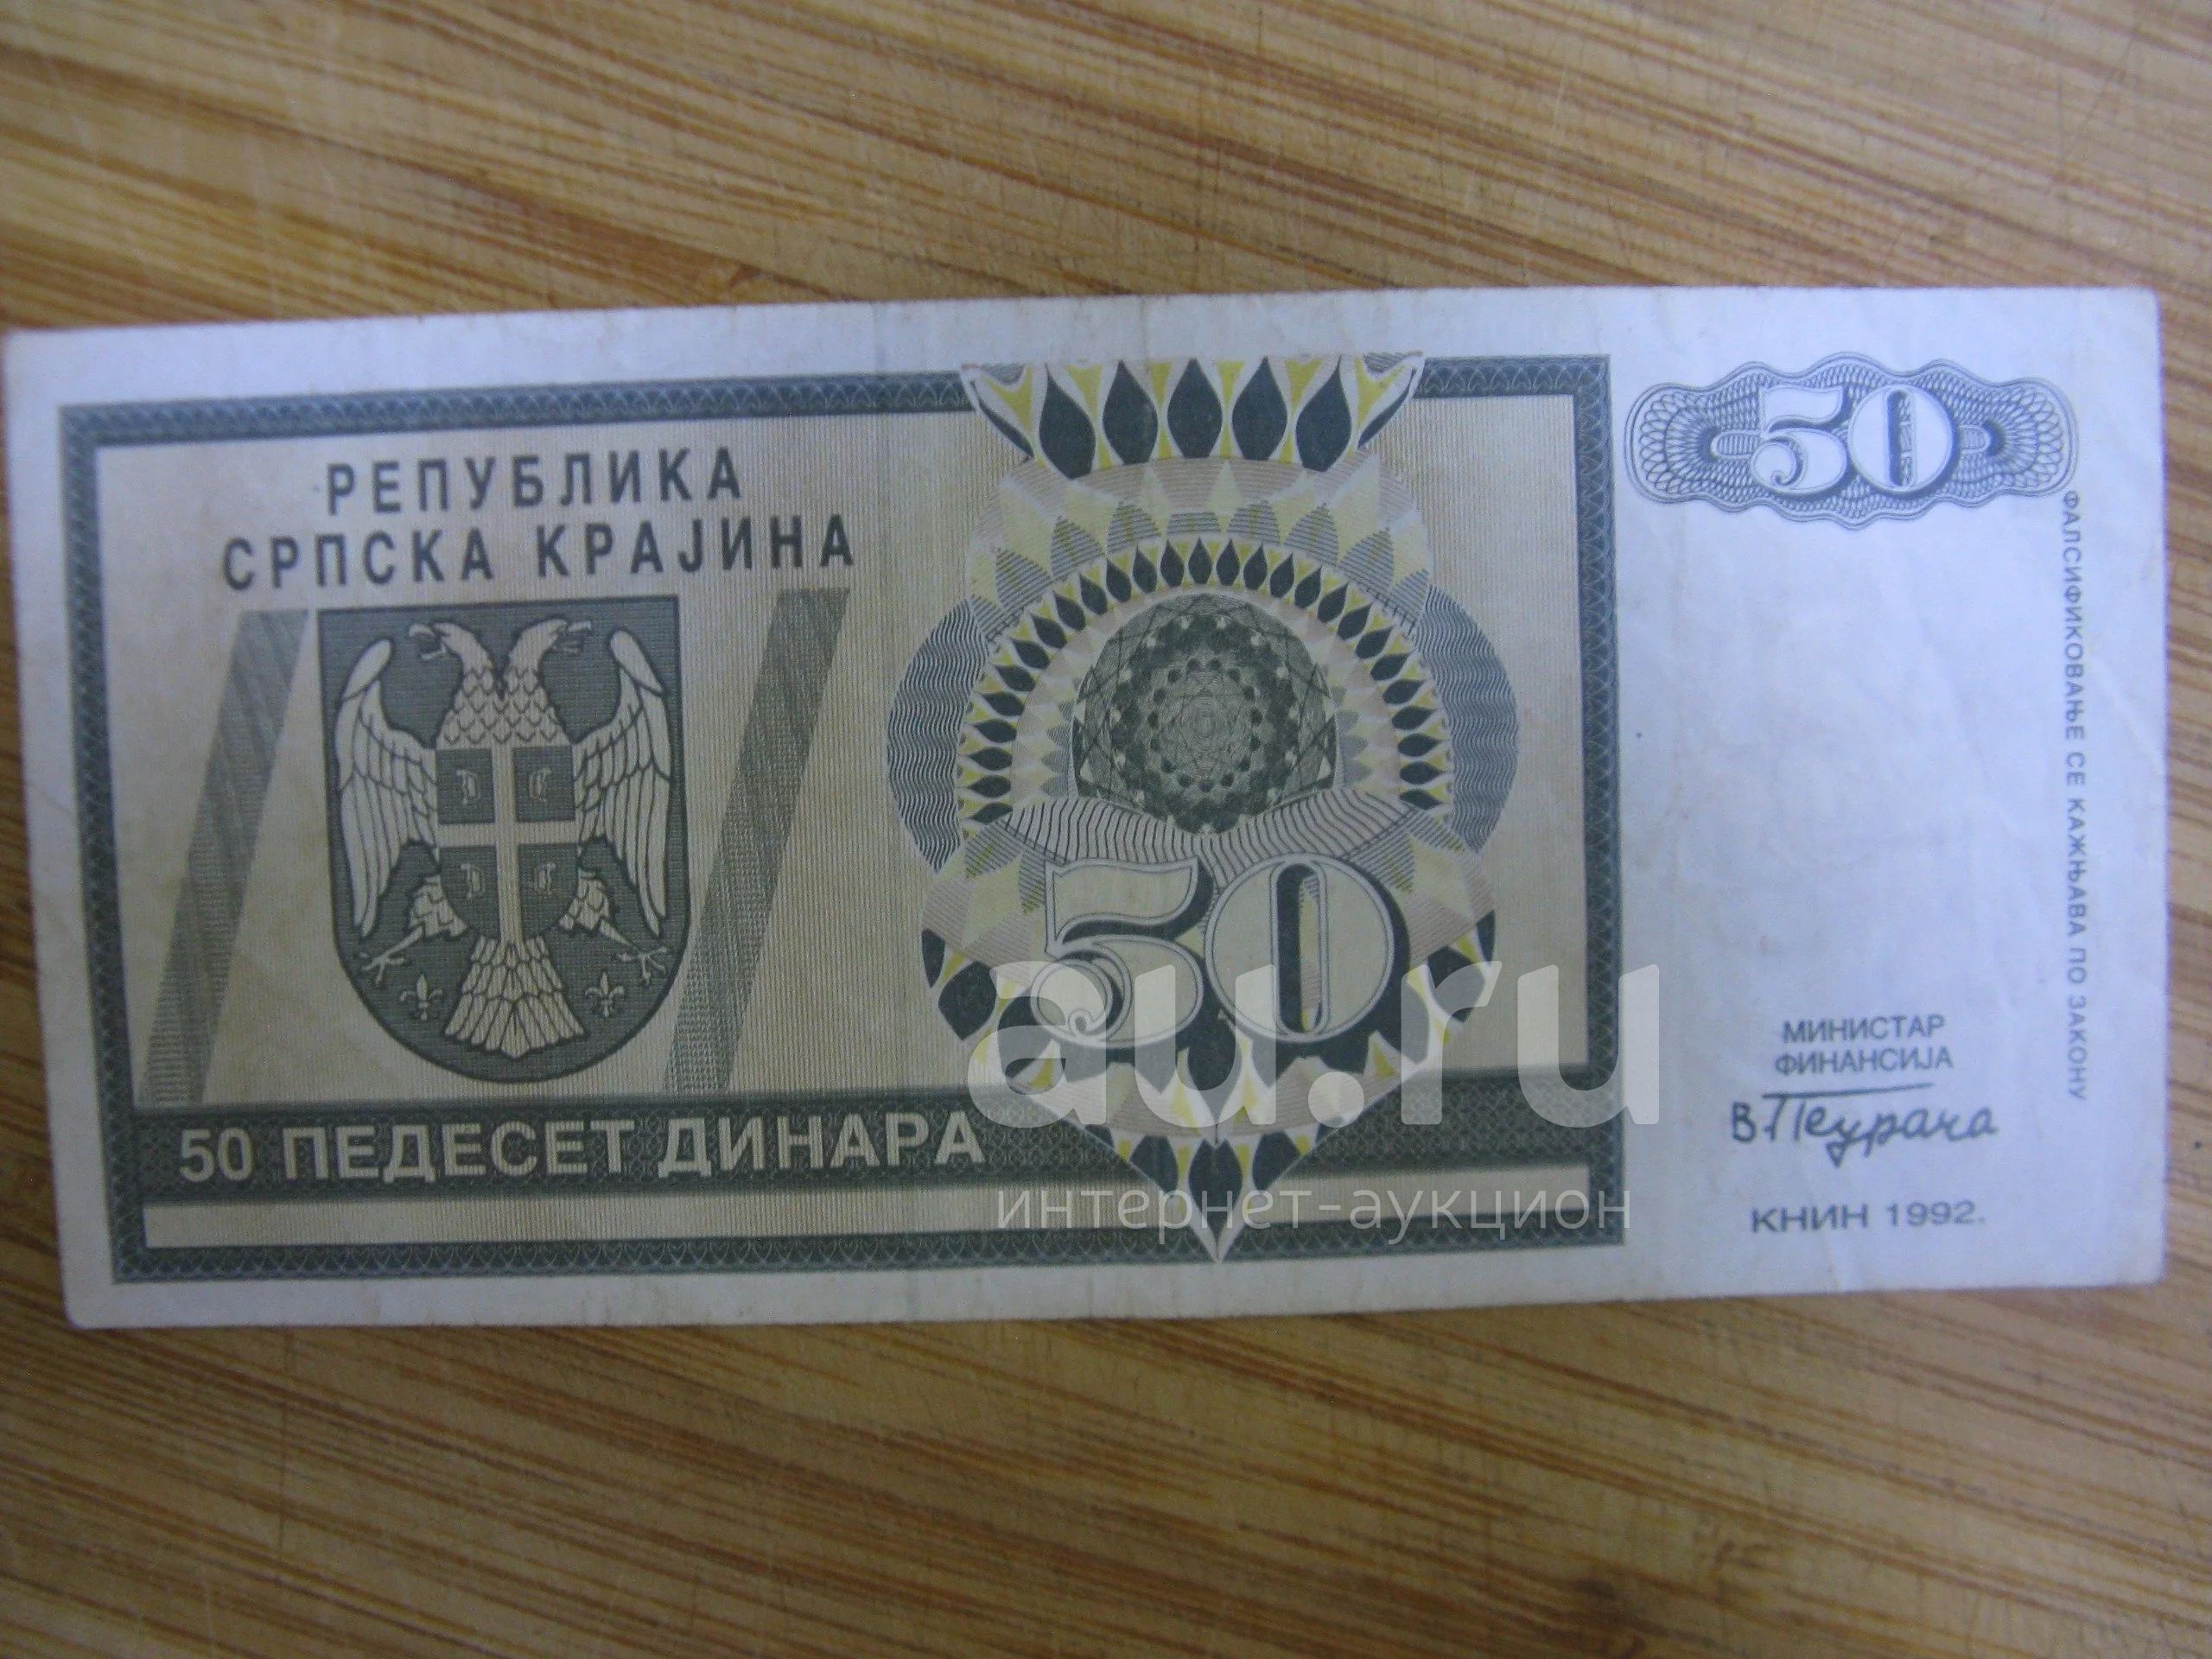 РЕПУБЛИКА
СРПСКА КРАЈИНА
50 ПЕДЕСЕТ ДИНАРА
50
50
ФАЛСИФИКОВАЊЕ СЕ КАЖЊАВА ПО ЗАКОНУ
МИНИСТАР
ФИНАНСИЈА
В. Пеурача
КНИН 1992.
au.ru
интернет-аукцион